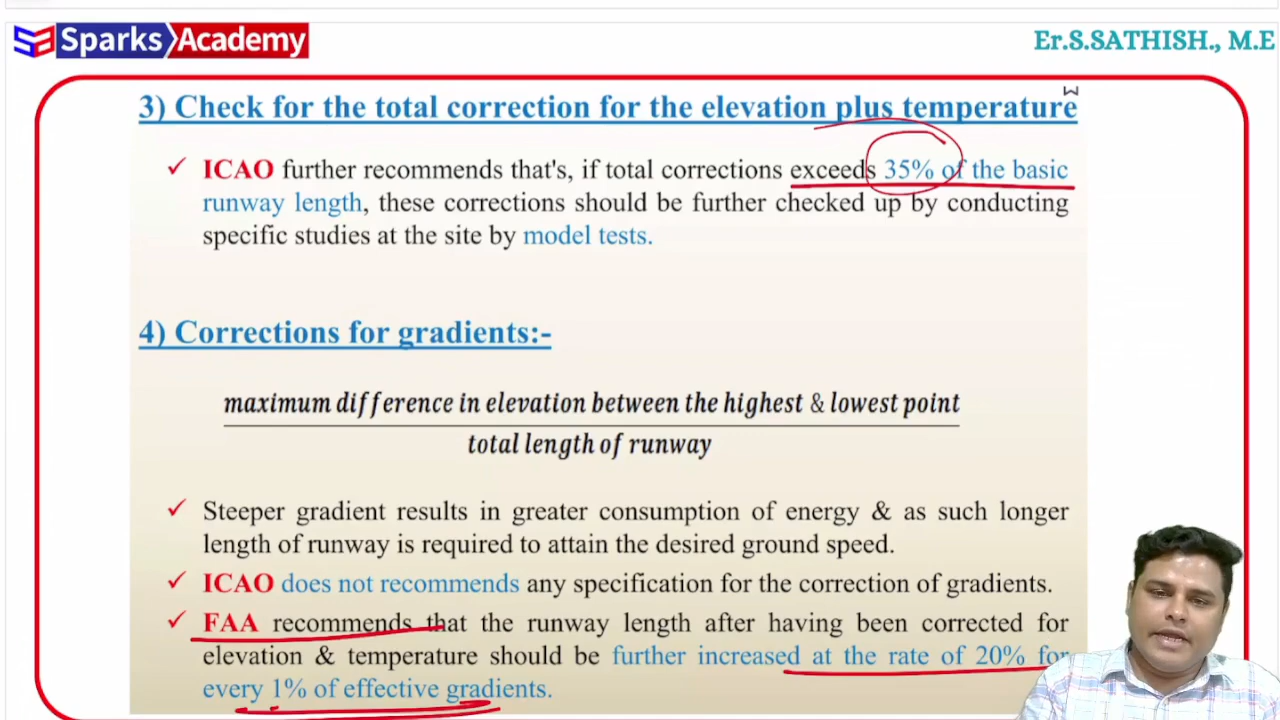 Sparks Academy
Er.S.SATHISH., M.E
3) Check for the total correction for the elevation plus temperature
✓ ICAO further recommends that's, if total corrections exceeds 35% of the basic
runway length, these corrections should be further checked up by conducting
specific studies at the site by model tests.
4) Corrections for gradients:-
maximum difference in elevation between the highest & lowest point
total length of runway
✓ Steeper gradient results in greater consumption of energy & as such longer
length of runway is required to attain the desired ground speed.
✓ ICAO does not recommends any specification for the correction of gradients.
✓ FAA recommends that the runway length after having been corrected for
elevation & temperature should be further increased at the rate of 20% for
every 1% of effective gradients.